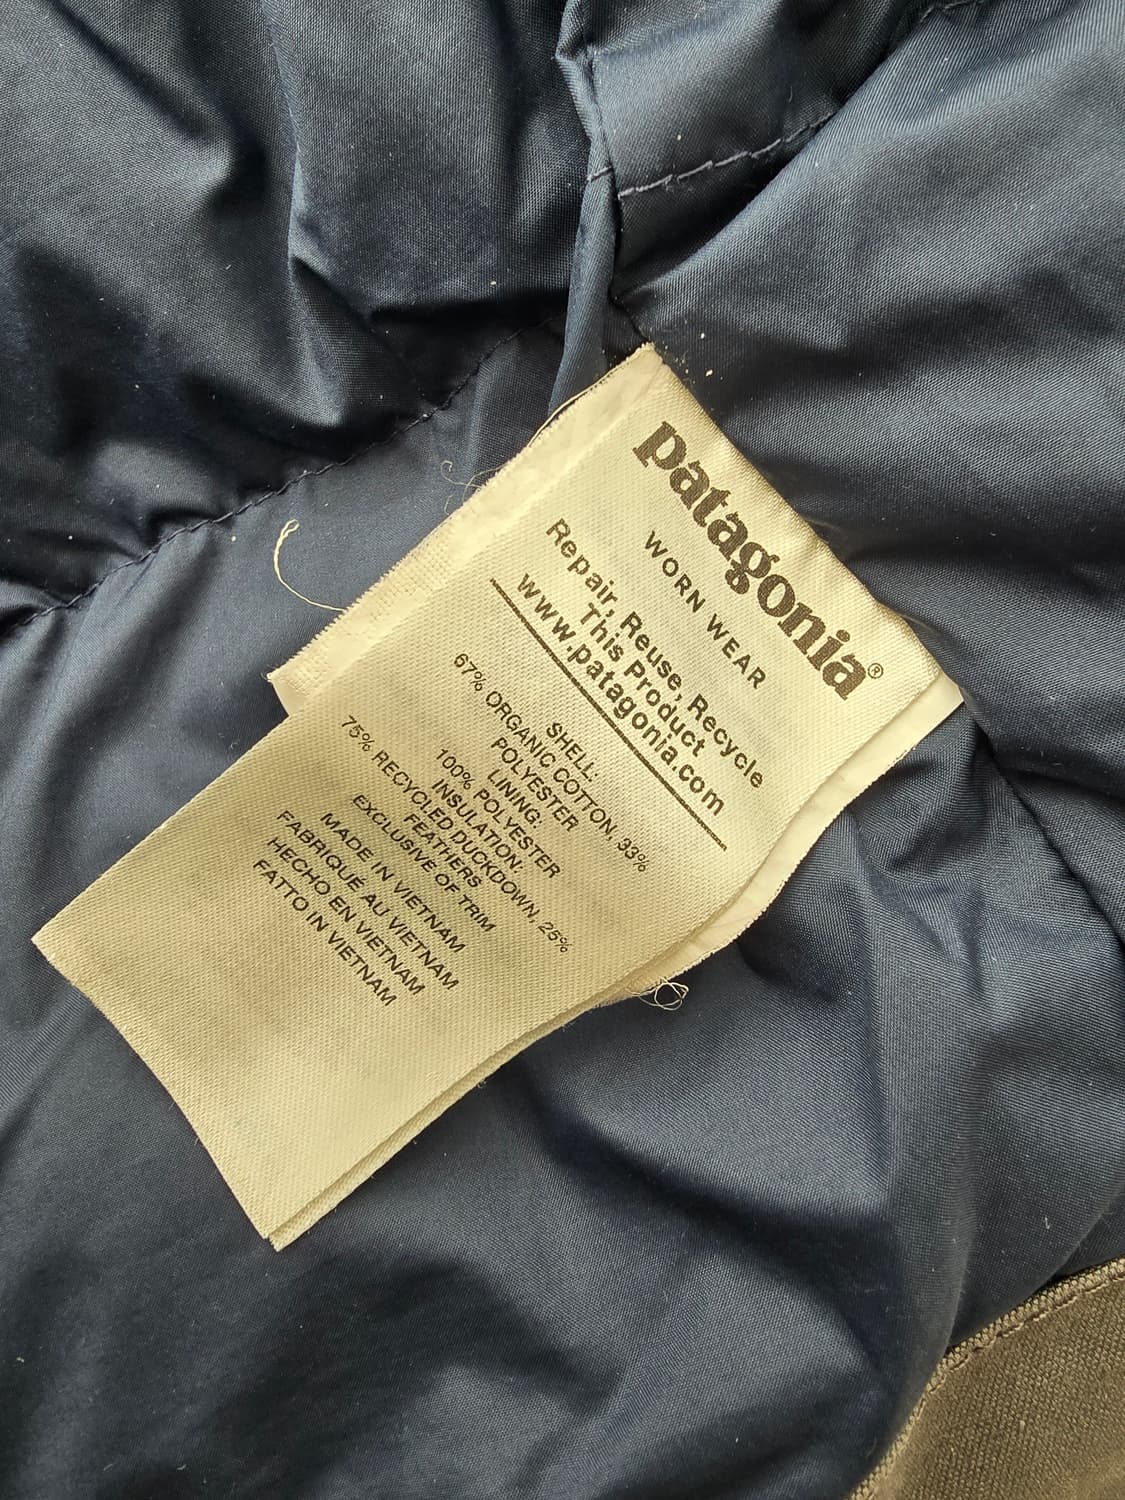 patagonia®
WORN WEAR
Repair, Reuse, Recycle
This Product
www.patagonia.com
SHELL:
67% ORGANIC COTTON, 33%
POLYESTER
LINING:
100% POLYESTER
INSULATION:
75% RECYCLED DUCKDOWN, 25%
FEATHERS
EXCLUSIVE OF TRIM
MADE IN VIETNAM
FABRIQUÉ AU VIETNAM
HECHO EN VIETNAM
FATTO IN VIETNAM